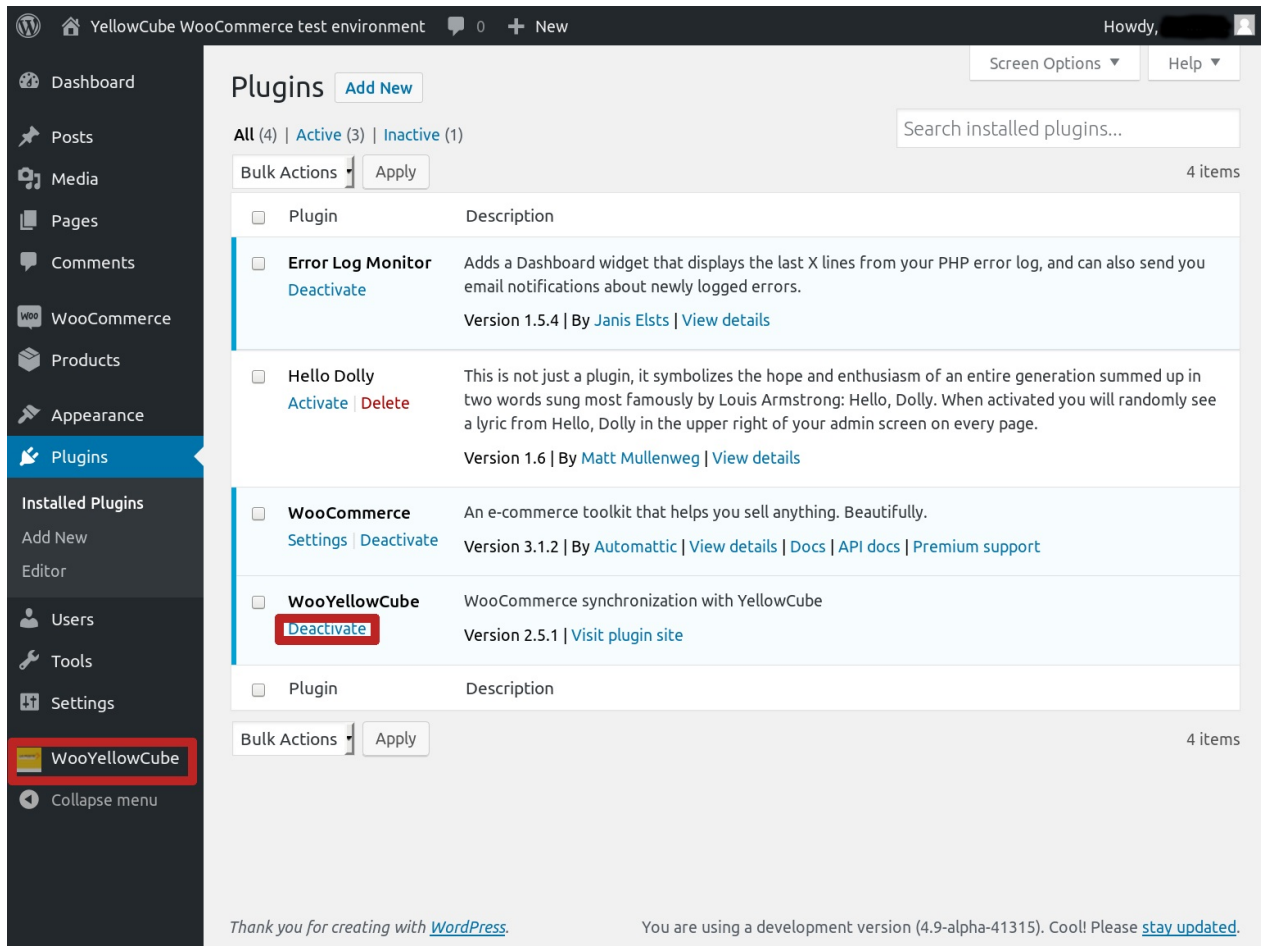 YellowCube WooCommerce test environment 0 New Howdy,
Screen Options Help
Dashboard
Posts
Media
Pages
Comments
WOO WooCommerce
Products
Appearance
Plugins
Installed Plugins
Add New
Editor
Users
Tools
Settings
WooYellowCube
Collapse menu
Plugins Add New
All (4) | Active (3) | Inactive (1)
Search installed plugins...
Bulk Actions Apply
4 items
Plugin Description
Error Log Monitor
Deactivate
Adds a Dashboard widget that displays the last X lines from your PHP error log, and can also send you
email notifications about newly logged errors.
Version 1.5.4 | By Janis Elsts | View details
Hello Dolly
Activate | Delete
This is not just a plugin, it symbolizes the hope and enthusiasm of an entire generation summed up in
two words sung most famously by Louis Armstrong: Hello, Dolly. When activated you will randomly see
a lyric from Hello, Dolly in the upper right of your admin screen on every page.
Version 1.6 | By Matt Mullenweg | View details
WooCommerce
Settings | Deactivate
An e-commerce toolkit that helps you sell anything. Beautifully.
Version 3.1.2 | By Automattic | View details | Docs | API docs | Premium support
WooYellowCube
Deactivate
WooCommerce synchronization with YellowCube
Version 2.5.1 | Visit plugin site
Plugin Description
Bulk Actions Apply
4 items
Thank you for creating with WordPress.
You are using a development version (4.9-alpha-41315). Cool! Please stay updated.